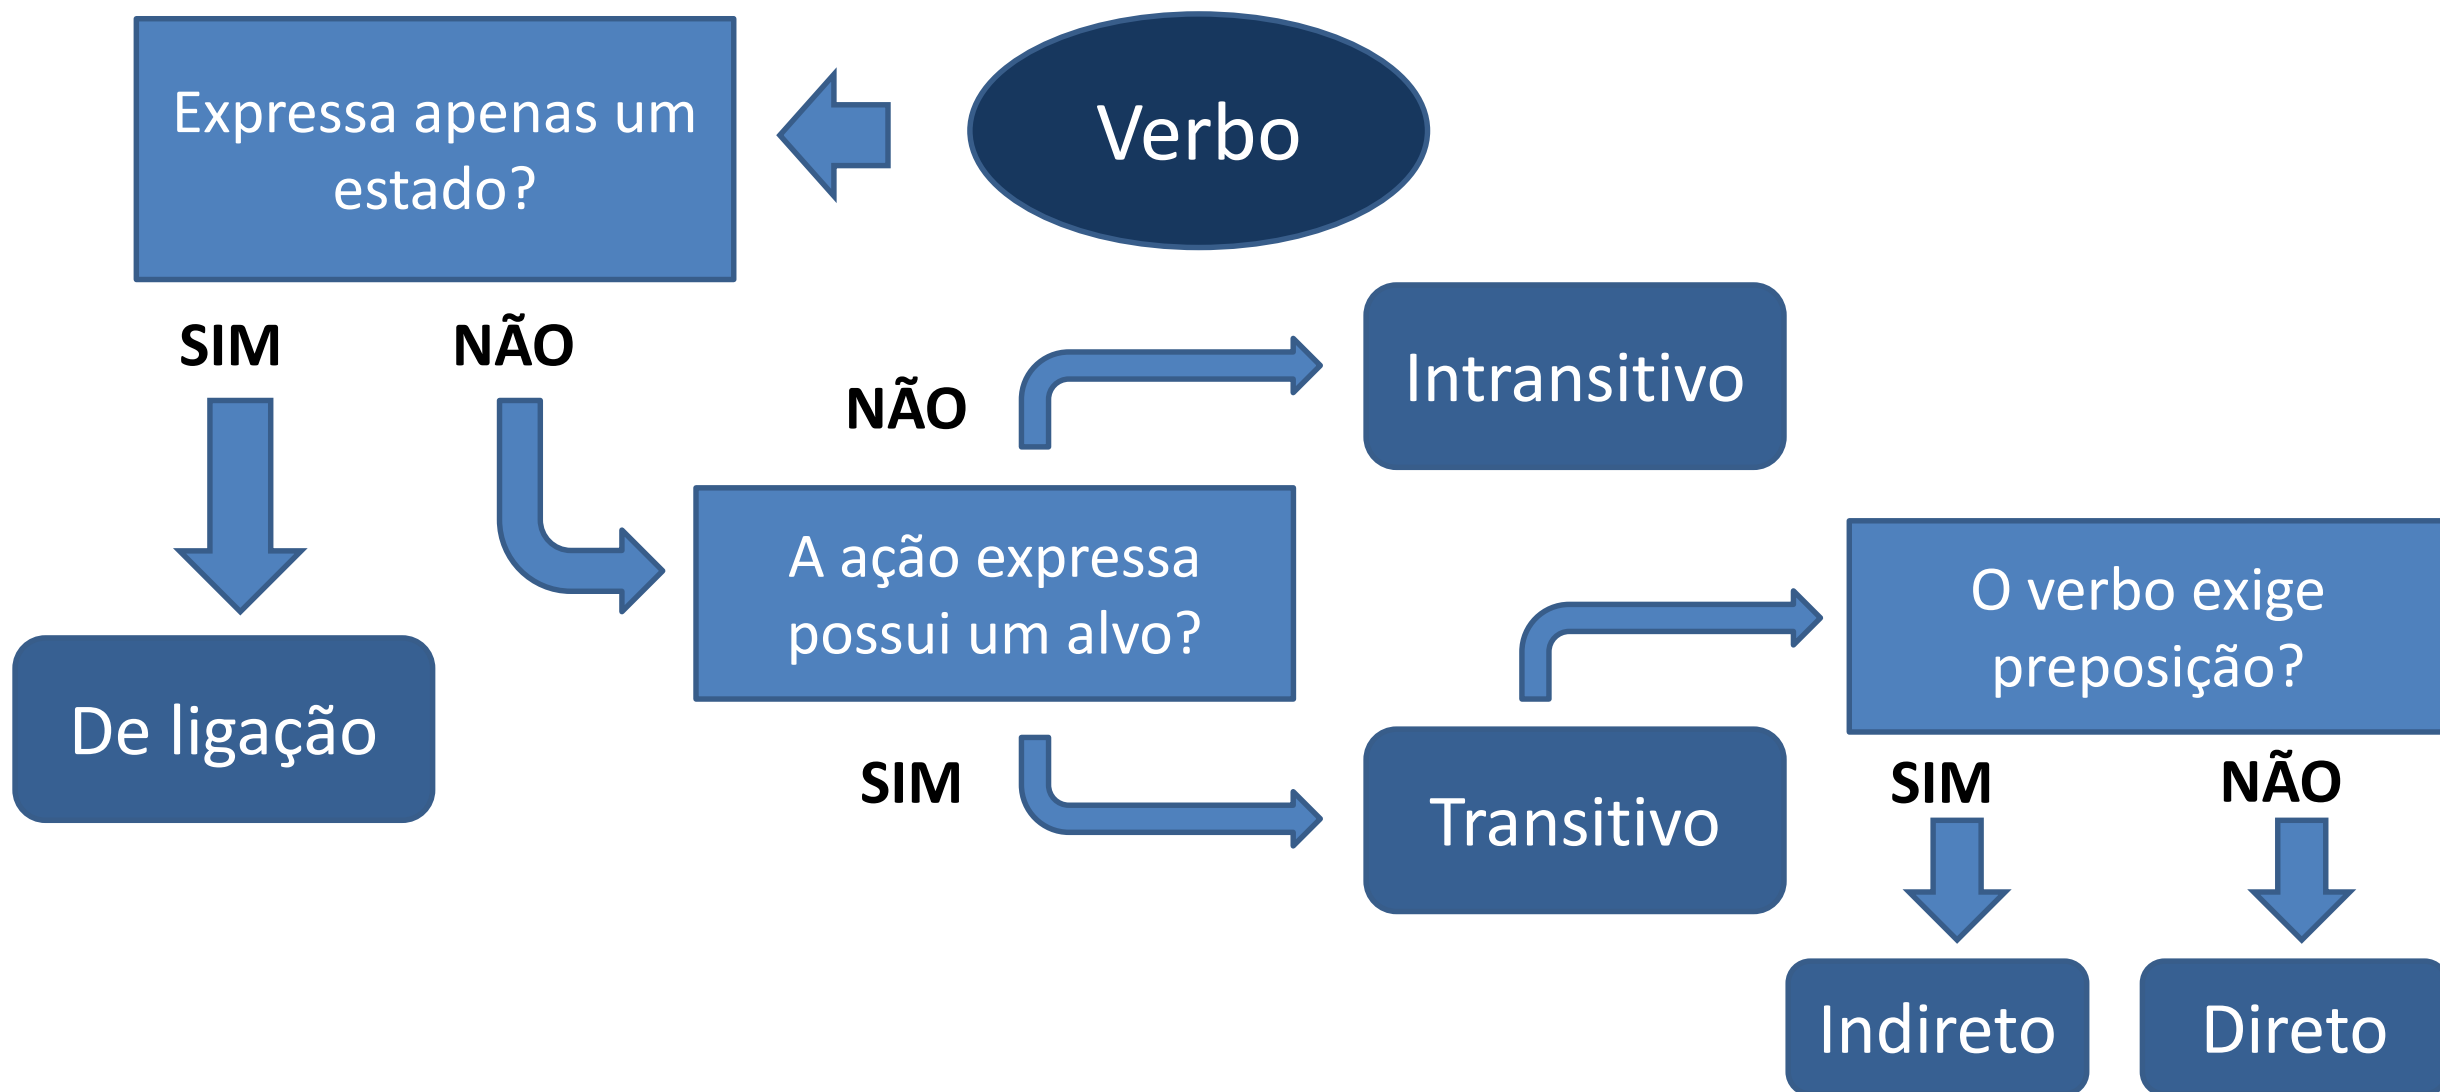 Verbo
Expressa apenas um
estado?
SIM
NÃO
De ligação
NÃO
Intransitivo
A ação expressa
possui um alvo?
SIM
Transitivo
O verbo exige
preposição?
SIM
NÃO
Indireto
Direto